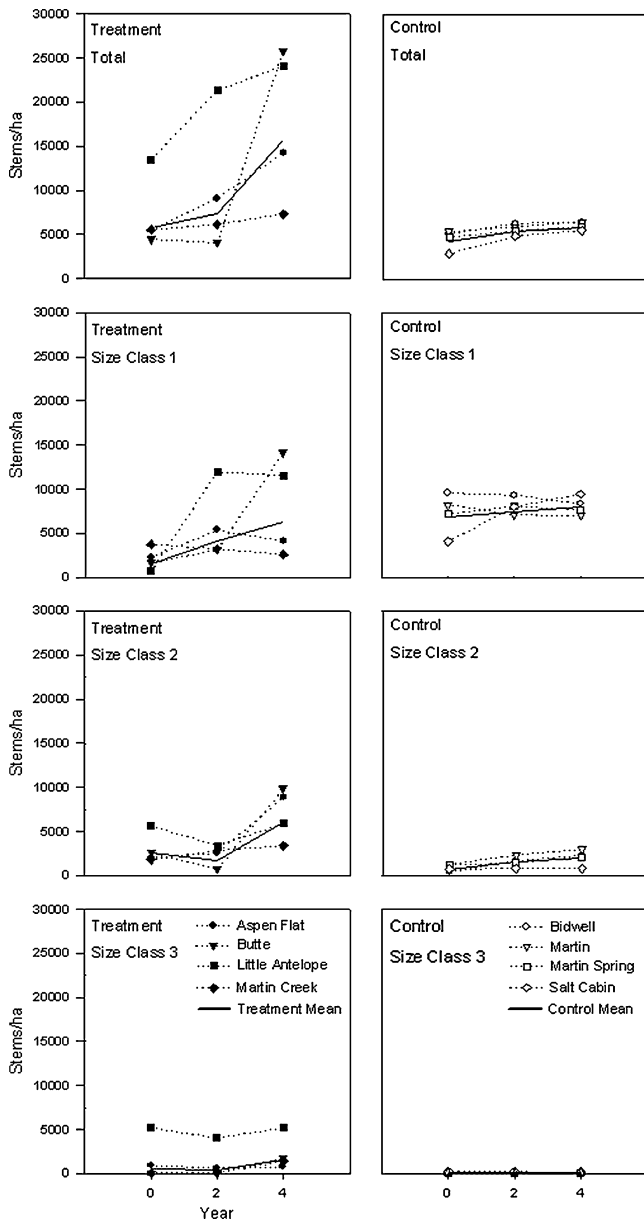 Treatment
Total
Control
Total
30000
25000
20000
15000
10000
5000
0
Stems/ha
Treatment
Size Class 1
Control
Size Class 1
30000
25000
20000
15000
10000
5000
0
Stems/ha
Treatment
Size Class 2
Control
Size Class 2
30000
25000
20000
15000
10000
5000
0
Stems/ha
Treatment
Size Class 3
Aspen Flat
Butte
Little Antelope
Martin Creek
Treatment Mean
Control
Size Class 3
Bidwell
Martin
Martin Spring
Salt Cabin
Control Mean
30000
25000
20000
15000
10000
5000
0
Stems/ha
0 2 4
Year
0 2 4